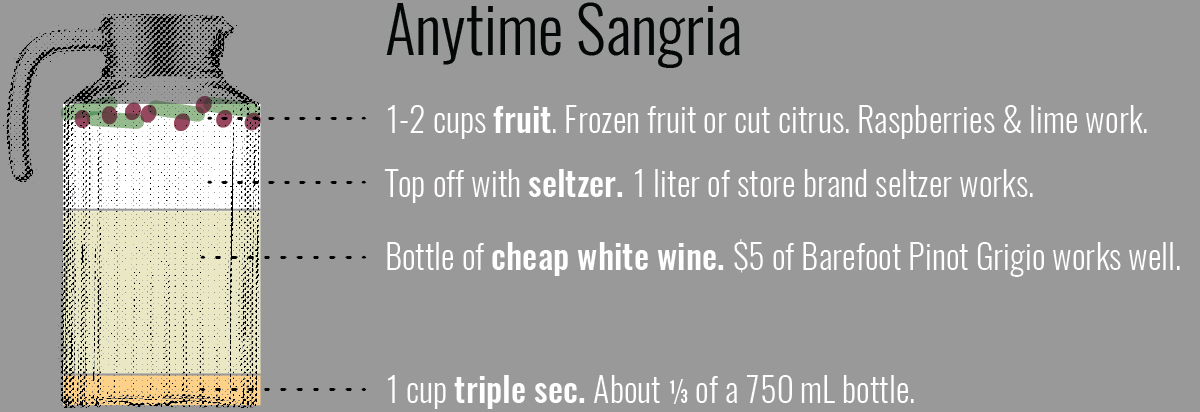 Anytime Sangria
1-2 cups fruit. Frozen fruit or cut citrus. Raspberries & lime work.
Top off with seltzer. 1 liter of store brand seltzer works.
Bottle of cheap white wine. $5 of Barefoot Pinot Grigio works well.
1 cup triple sec. About ⅓ of a 750 mL bottle.